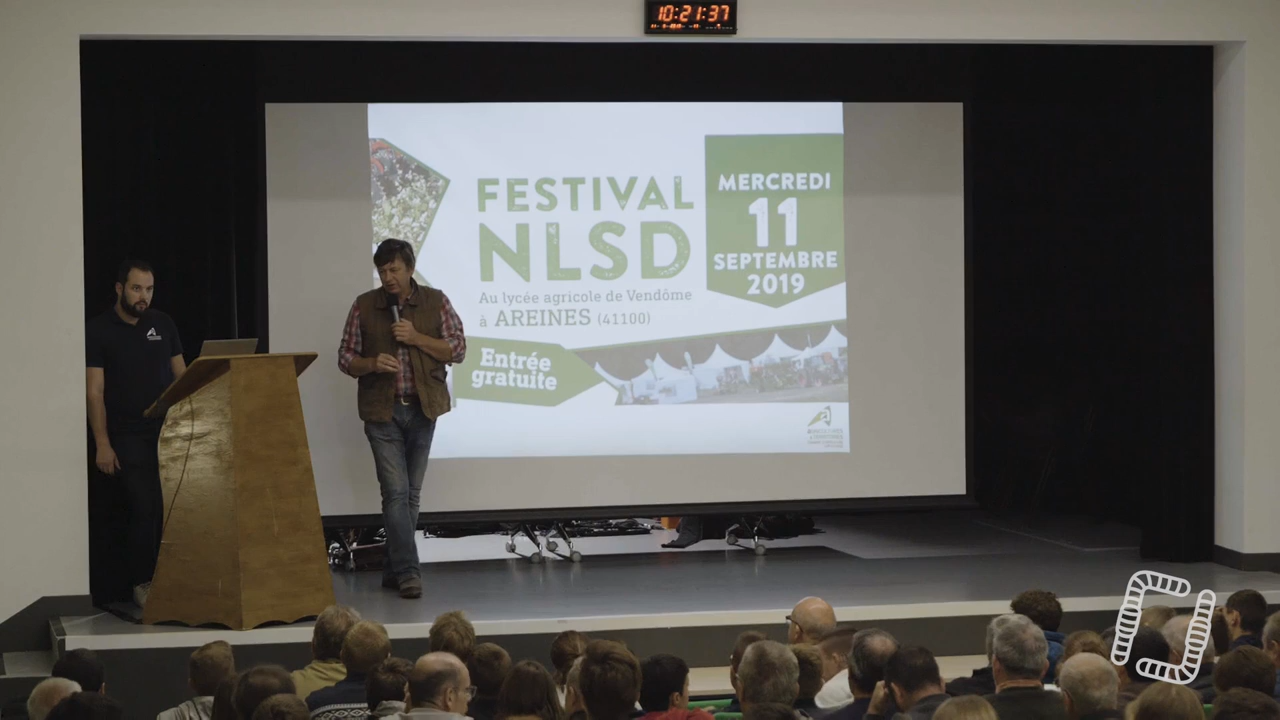 10:21:37
FESTIVAL
NLSD
Au lycée agricole de Vendôme
à AREINES (41100)
MERCREDI
11
SEPTEMBRE
2019
Entrée
gratuite